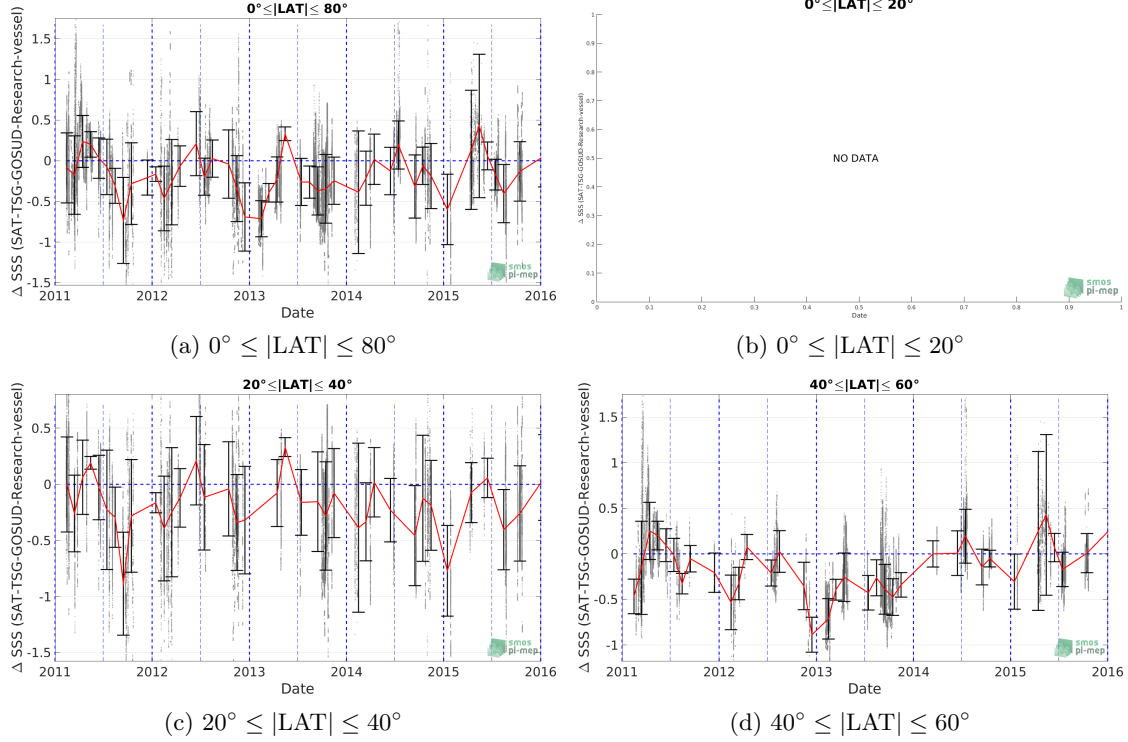 0°≤|LAT|≤ 80°
Δ SSS (SAT-TSG-GOSUD-Research-vessel)
1.5
1
0.5
0
-0.5
-1
-1.5
2011 2012 2013 2014 2015 2016
Date
smos
pi-mep
(a) 0° ≤ |LAT| ≤ 80°
0°≤|LAT|≤ 20°
Δ SSS (SAT-TSG-GOSUD-Research-vessel)
1
0.9
0.8
0.7
0.6
0.5
0.4
0.3
0.2
0.1
0
NO DATA
0 0.1 0.2 0.3 0.4 0.5 0.6 0.7 0.8 0.9 1
Date
smos
pi-mep
(b) 0° ≤ |LAT| ≤ 20°
20°≤|LAT|≤ 40°
Δ SSS (SAT-TSG-GOSUD-Research-vessel)
0.5
0
-0.5
-1
-1.5
2011 2012 2013 2014 2015 2016
Date
smos
pi-mep
(c) 20° ≤ |LAT| ≤ 40°
40°≤|LAT|≤ 60°
Δ SSS (SAT-TSG-GOSUD-Research-vessel)
1.5
1
0.5
0
-0.5
-1
2011 2012 2013 2014 2015 2016
Date
smos
pi-mep
(d) 40° ≤ |LAT| ≤ 60°